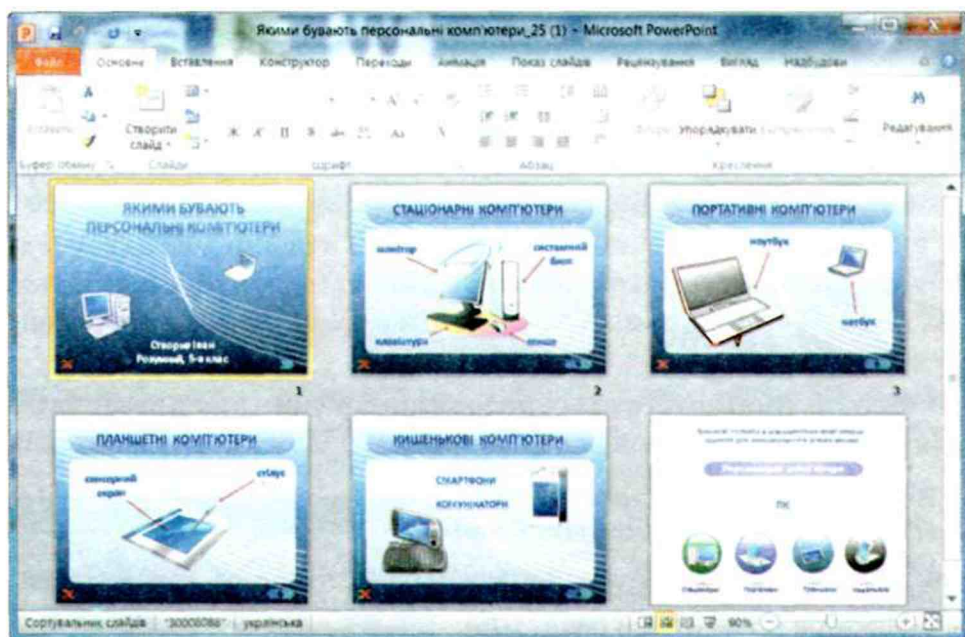 Якими бувають персональні комп'ютери_25 (1) - Microsoft PowerPoint
Файл Основне Вставлення Конструктор Переходи Анімація Показ слайдів Рецензування Вигляд Надбудови
Створити слайд
Упорядкувати
Редагування
Буфер обміну Слайди Шрифт Абзац Креслення
ЯКИМИ БУВАЮТЬ
ПЕРСОНАЛЬНІ КОМП'ЮТЕРИ
Створив Іван
Розумний, 5-а клас
1
СТАЦІОНАРНІ КОМП'ЮТЕРИ
монітор
системний
блок
клавіатура
миша
2
ПОРТАТИВНІ КОМП'ЮТЕРИ
ноутбук
нетбук
3
ПЛАНШЕТНІ КОМП'ЮТЕРИ
сенсорний
екран
стілус
КИШЕНЬКОВІ КОМП'ЮТЕРИ
СМАРТФОНИ
КОМУНІКАТОРИ
Сортувальник слайдів "30008088" українська 90%